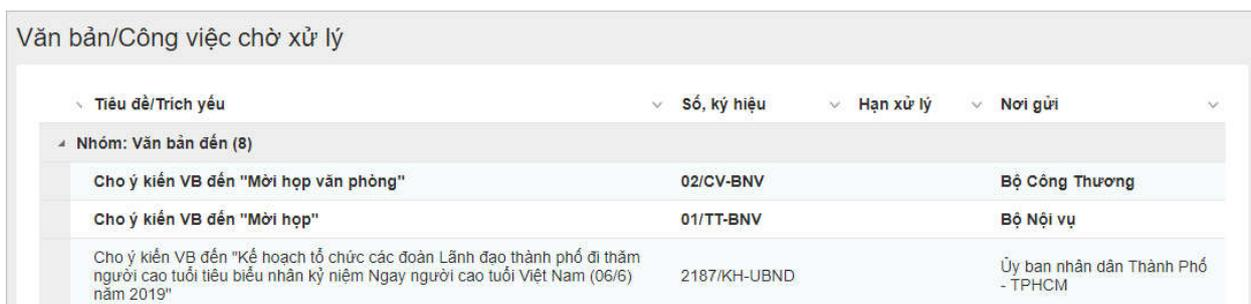 Văn bản/Công việc chờ xử lý
Tiêu đề/Trích yếu Số, ký hiệu Hạn xử lý Nơi gửi
Nhóm: Văn bản đến (8)
Cho ý kiến VB đến "Mời họp văn phòng" 02/CV-BNV Bộ Công Thương
Cho ý kiến VB đến "Mời họp" 01/TT-BNV Bộ Nội vụ
Cho ý kiến VB đến "Kế hoạch tổ chức các đoàn Lãnh đạo thành phố đi thăm
người cao tuổi tiêu biểu nhân kỷ niệm Ngay người cao tuổi Việt Nam (06/6)
năm 2019"
2187/KH-UBND
Ủy ban nhân dân Thành Phố
- TPHCM